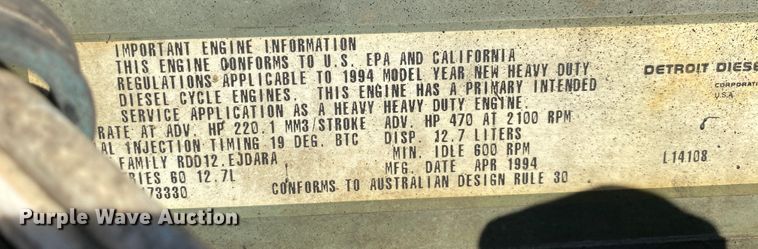 IMPORTANT ENGINE INFORMATION
THIS ENGINE CONFORMS TO U.S. EPA AND CALIFORNIA
REGULATIONS APPLICABLE TO 1994 MODEL YEAR NEW HEAVY DUTY
DIESEL CYCLE ENGINES. THIS ENGINE HAS A PRIMARY INTENDED
SERVICE APPLICATION AS A HEAVY HEAVY DUTY ENGINE.
RATE AT ADV. HP 220.1 MM3/STROKE ADV. HP 470 AT 2100 RPM
AL INJECTION TIMING 19 DEG. BTC DISP. 12.7 LITERS
FAMILY RDD12.EJDARA MIN. IDLE 600 RPM
RIES 60 12.7L MFG. DATE APR 1994
73330 CONFORMS TO AUSTRALIAN DESIGN RULE 30
DETROIT DIESE
CORPORAT
U.S.A
L14108
Purple Wave Auction